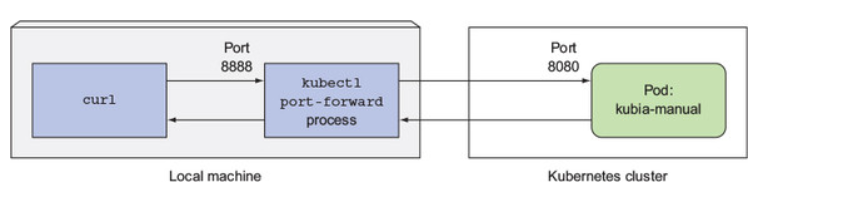 Port
8888
curl
kubectl
port-forward
process
Port
8080
Pod:
kubia-manual
Local machine
Kubernetes cluster